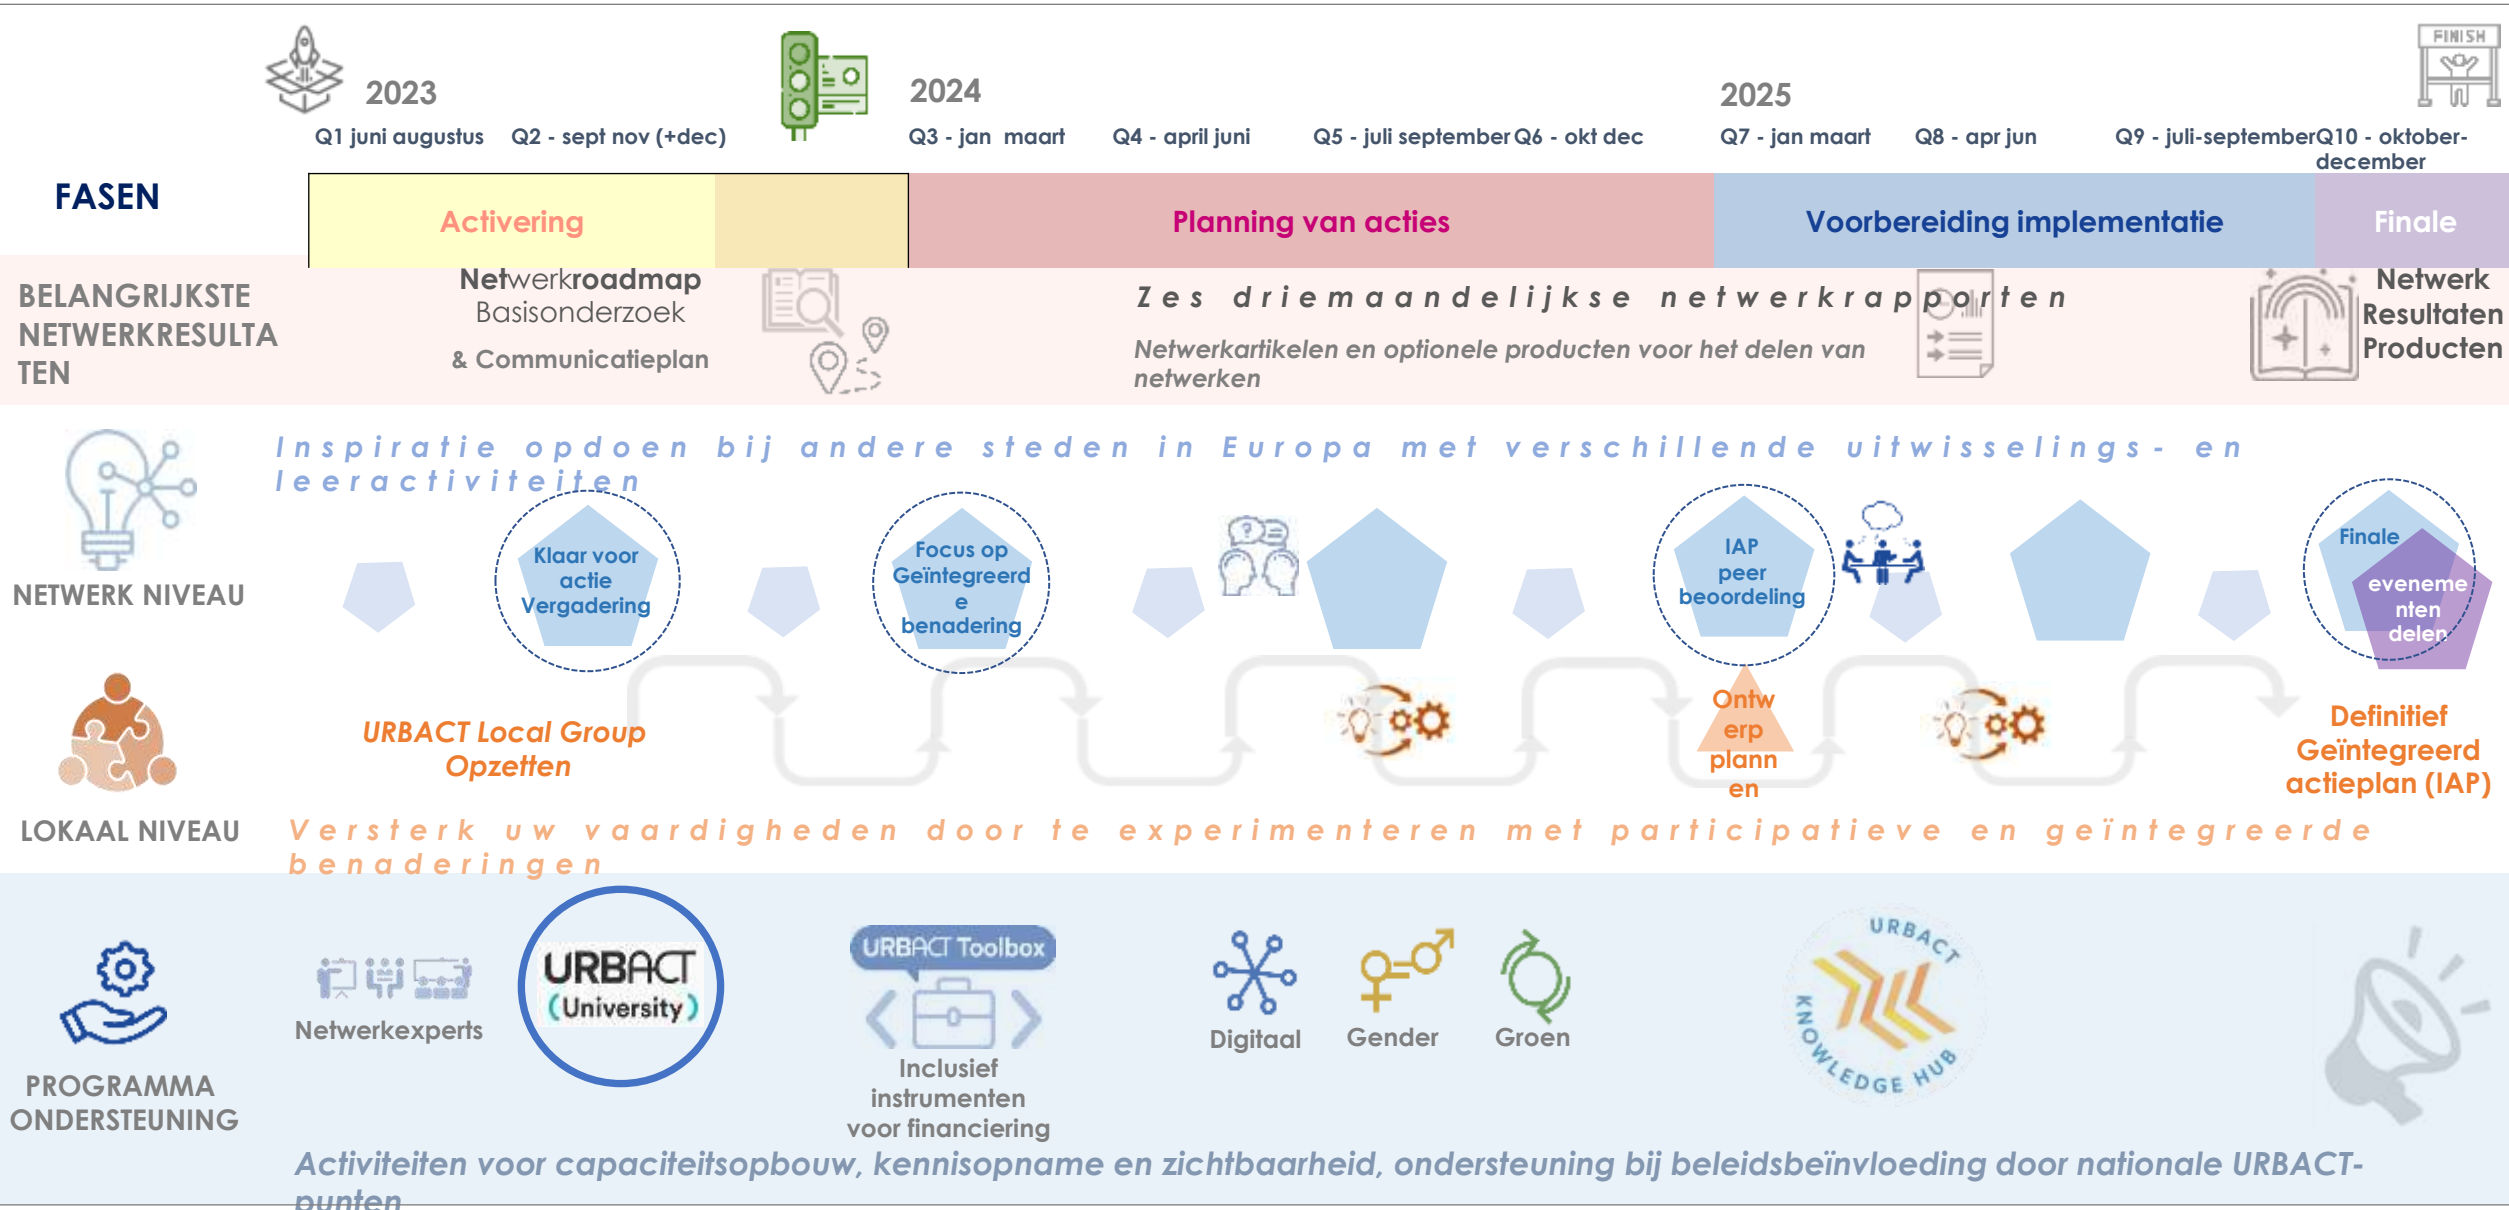 FINISH
2023
2024
2025
Q1 juni augustus
Q2 - sept nov (+dec)
Q3 - jan maart
Q4 - april juni
Q5 - juli september
Q6 - okt dec
Q7 - jan maart
Q8 - apr jun
Q9 - juli-september
Q10 - oktober-
december
FASEN
Activering
Planning van acties
Voorbereiding implementatie
Finale
BELANGRIJKSTE
NETWERKRESULTA
TEN
Netwerkroadmap
Basisonderzoek
& Communicatieplan
Zes driemaandelijkse netwerkrapporten
Netwerkartikelen en optionele producten voor het delen van
netwerken
Netwerk
Resultaten
Producten
Inspiratie opdoen bij andere steden in Europa met verschillende uitwisselings- en
leeractiviteiten
NETWERK NIVEAU
Klaar voor
actie
Vergadering
Focus op
Geïntegreerd
e
benadering
IAP
peer
beoordeling
Finale
eveneme
nten
delen
LOKAAL NIVEAU
URBACT Local Group
Opzetten
Ontw
erp
plann
en
Definitief
Geïntegreerd
actieplan (IAP)
Versterk uw vaardigheden door te experimenteren met participatieve en geïntegreerde
benaderingen
PROGRAMMA
ONDERSTEUNING
Netwerkexperts
URBACT
(University)
URBACT Toolbox
Inclusief
instrumenten
voor financiering
Digitaal
Gender
Groen
URBACT
KNOWLEDGE HUB
Activiteiten voor capaciteitsopbouw, kennisopname en zichtbaarheid, ondersteuning bij beleidsbeïnvloeding door nationale URBACT-
punten